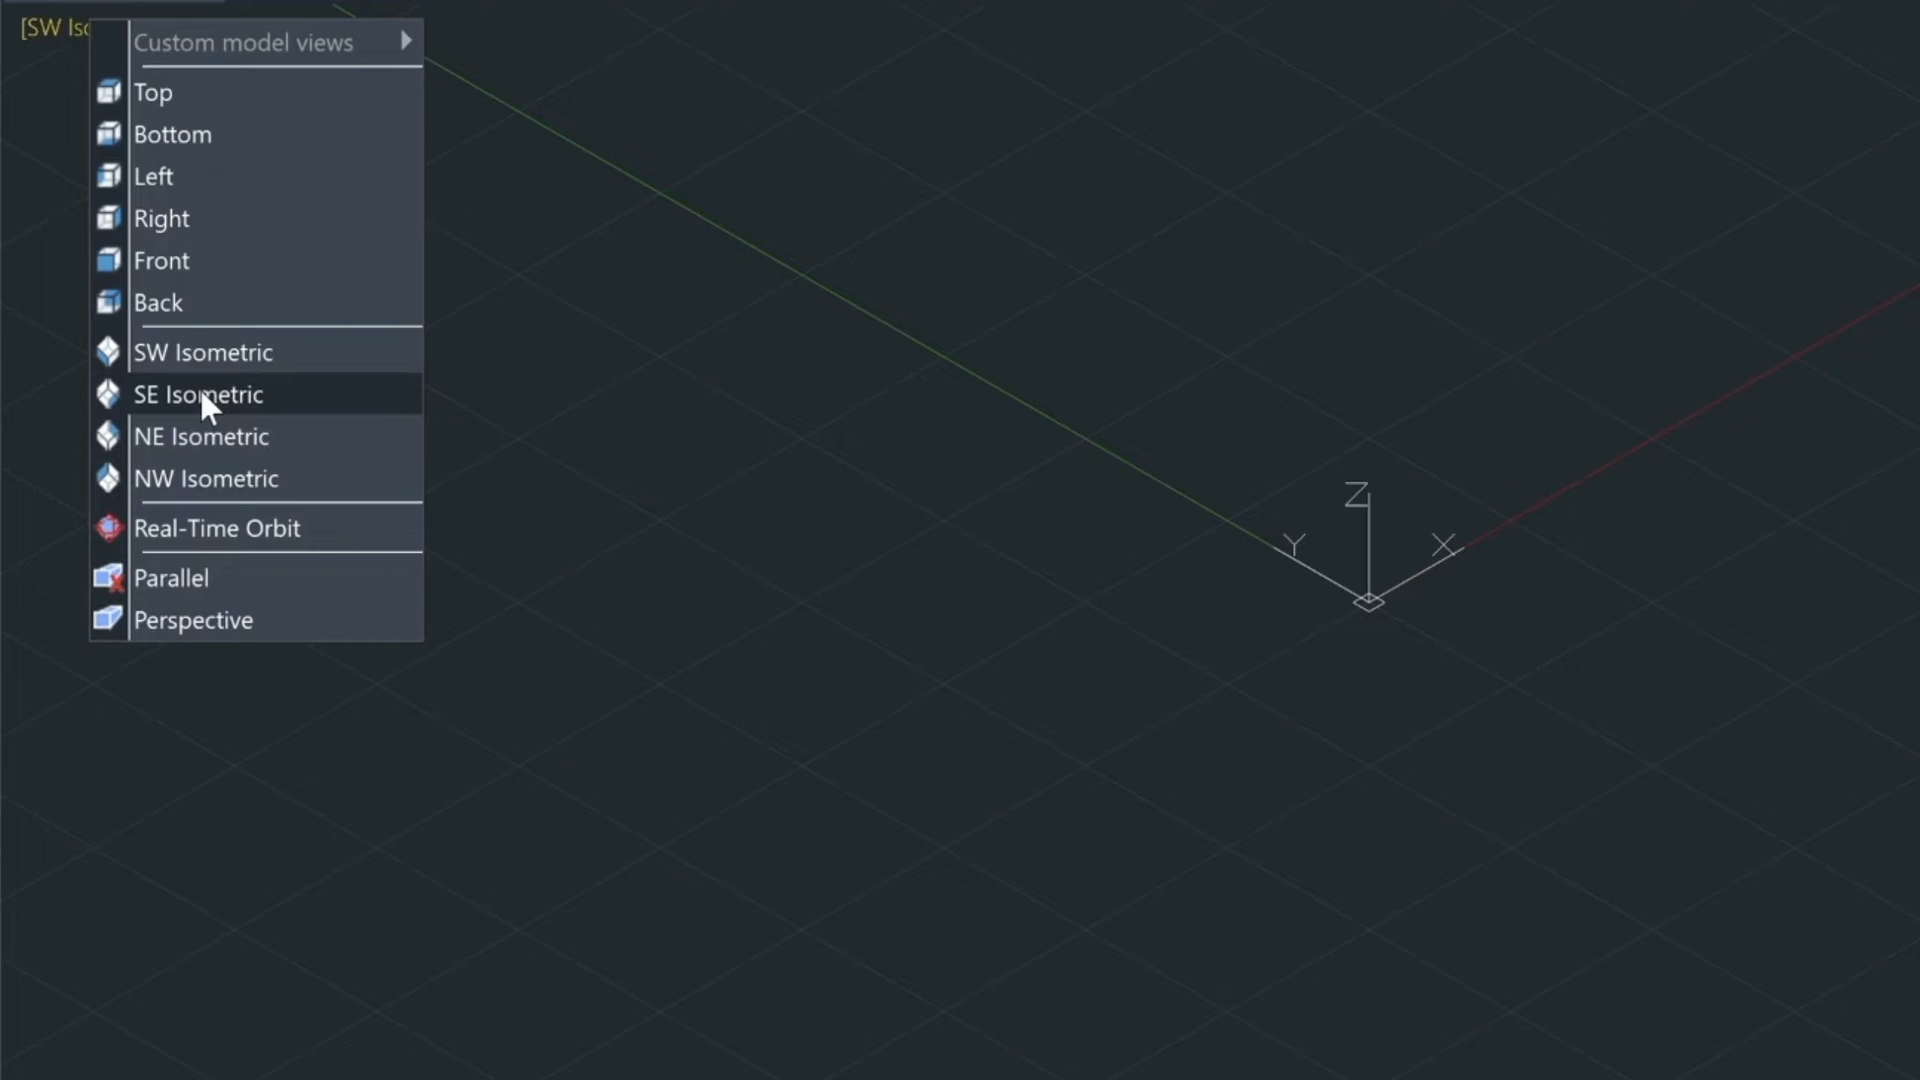 [SW Iso
Custom model views
Top
Bottom
Left
Right
Front
Back
SW Isometric
SE Isometric
NE Isometric
NW Isometric
Real-Time Orbit
Parallel
Perspective
Z
Y X